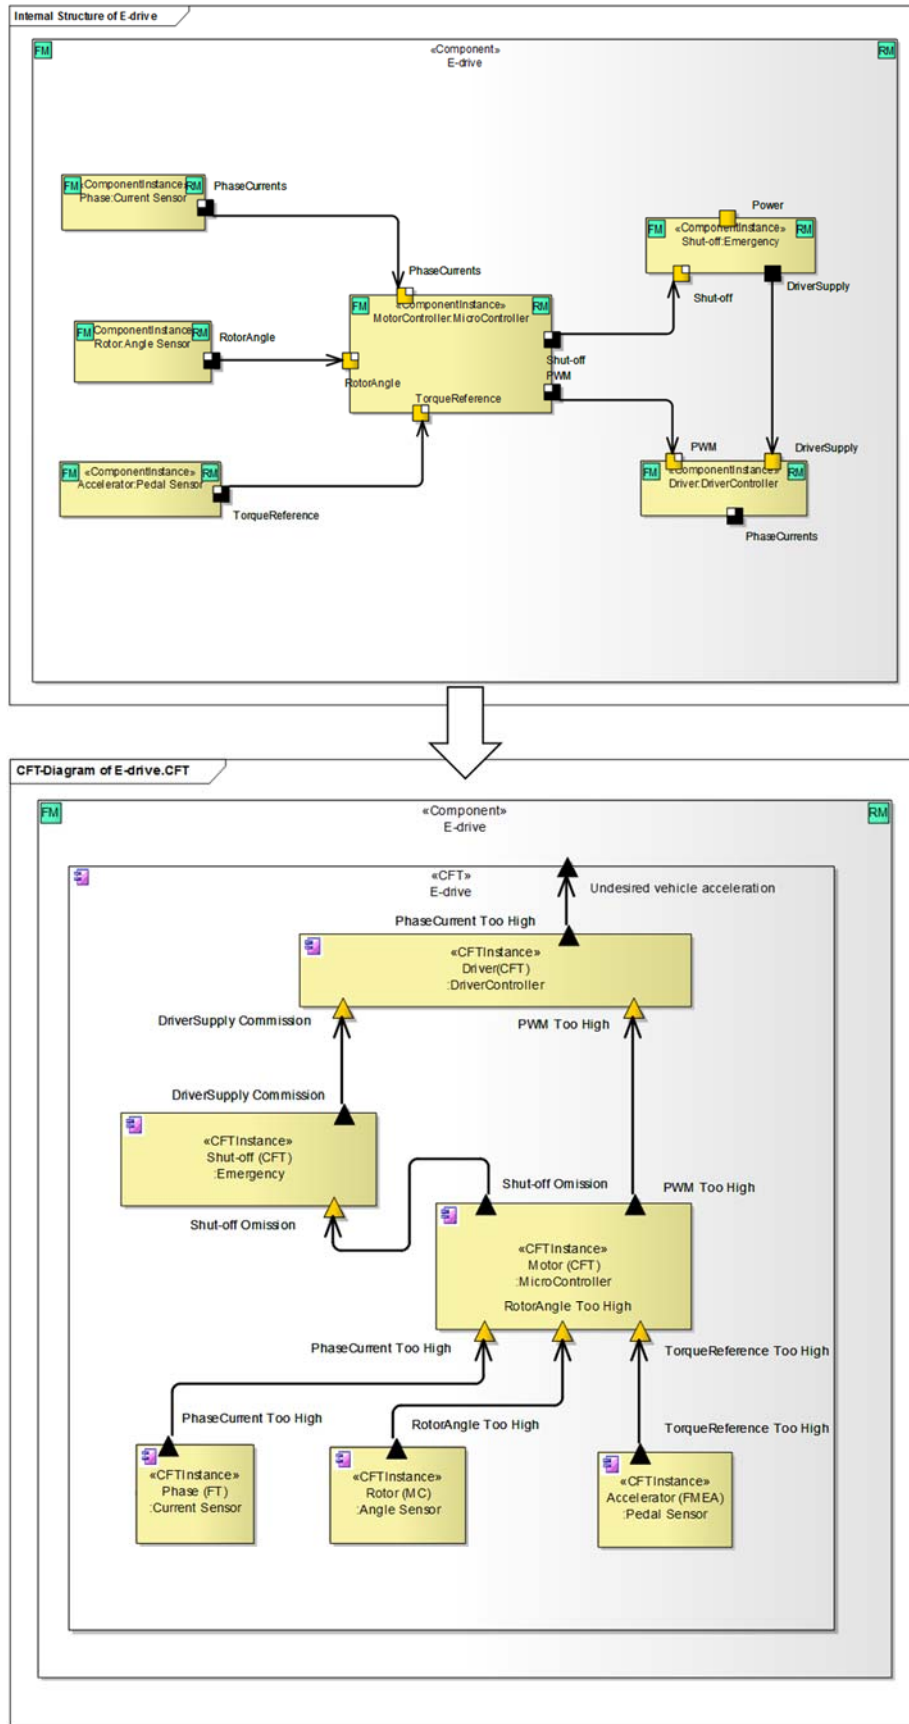 Internal Structure of E-drive
FM
«Component»
E-drive
RM
FM
«ComponentInstance»
RM
Phase:Current Sensor
PhaseCurrents
Power
FM
«ComponentInstance»
RM
Shut-off:Emergency
PhaseCurrents
Shut-off
DriverSupply
FM
ComponentInstance
RM
Rotor:Angle Sensor
RotorAngle
FM
«ComponentInstance»
RM
MotorController:MicroController
RotorAngle
Shut-off
PWM
TorqueReference
PWM
DriverSupply
FM
«ComponentInstance»
RM
Accelerator:Pedal Sensor
TorqueReference
FM
«ComponentInstance»
RM
Driver:DriverController
PhaseCurrents
CFT-Diagram of E-drive.CFT
FM
«Component»
E-drive
RM
«CFT»
E-drive
Undesired vehicle acceleration
PhaseCurrent Too High
«CFTInstance»
Driver(CFT)
:DriverController
DriverSupply Commission
PWM Too High
DriverSupply Commission
«CFTInstance»
Shut-off (CFT)
:Emergency
Shut-off Omission
PWM Too High
Shut-off Omission
«CFTInstance»
Motor (CFT)
:MicroController
RotorAngle Too High
PhaseCurrent Too High
TorqueReference Too High
PhaseCurrent Too High
RotorAngle Too High
TorqueReference Too High
«CFTInstance»
Phase (FT)
:Current Sensor
«CFTInstance»
Rotor (MC)
:Angle Sensor
«CFTInstance»
Accelerator (FMEA)
:Pedal Sensor